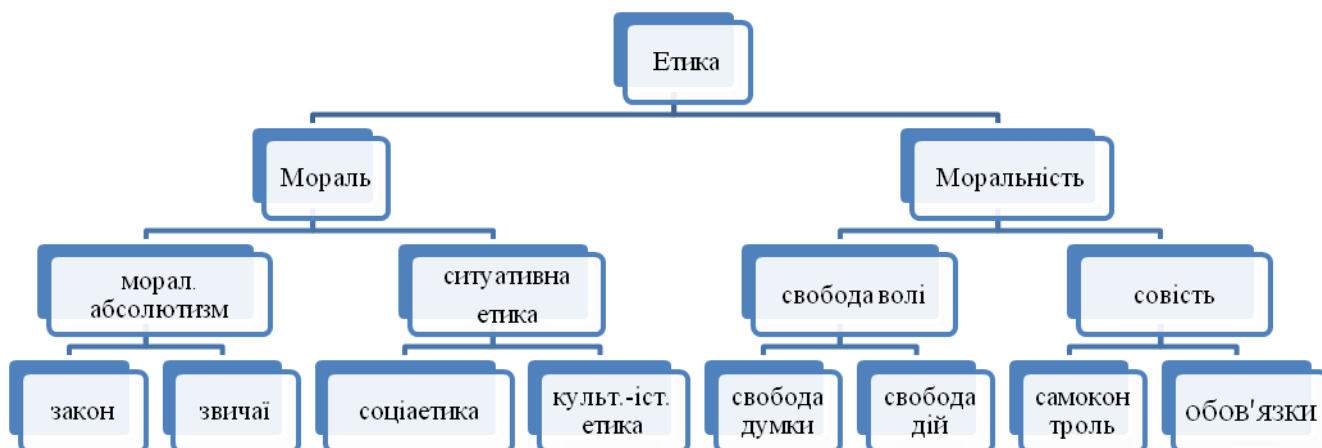 Етика
Мораль
Моральність
морал.
абсолютизм
ситуативна
етика
свобода волі
совість
закон
звичаї
соціаетика
культ.-іст.
етика
свобода
думки
свобода
дій
самокон
троль
обов'язки